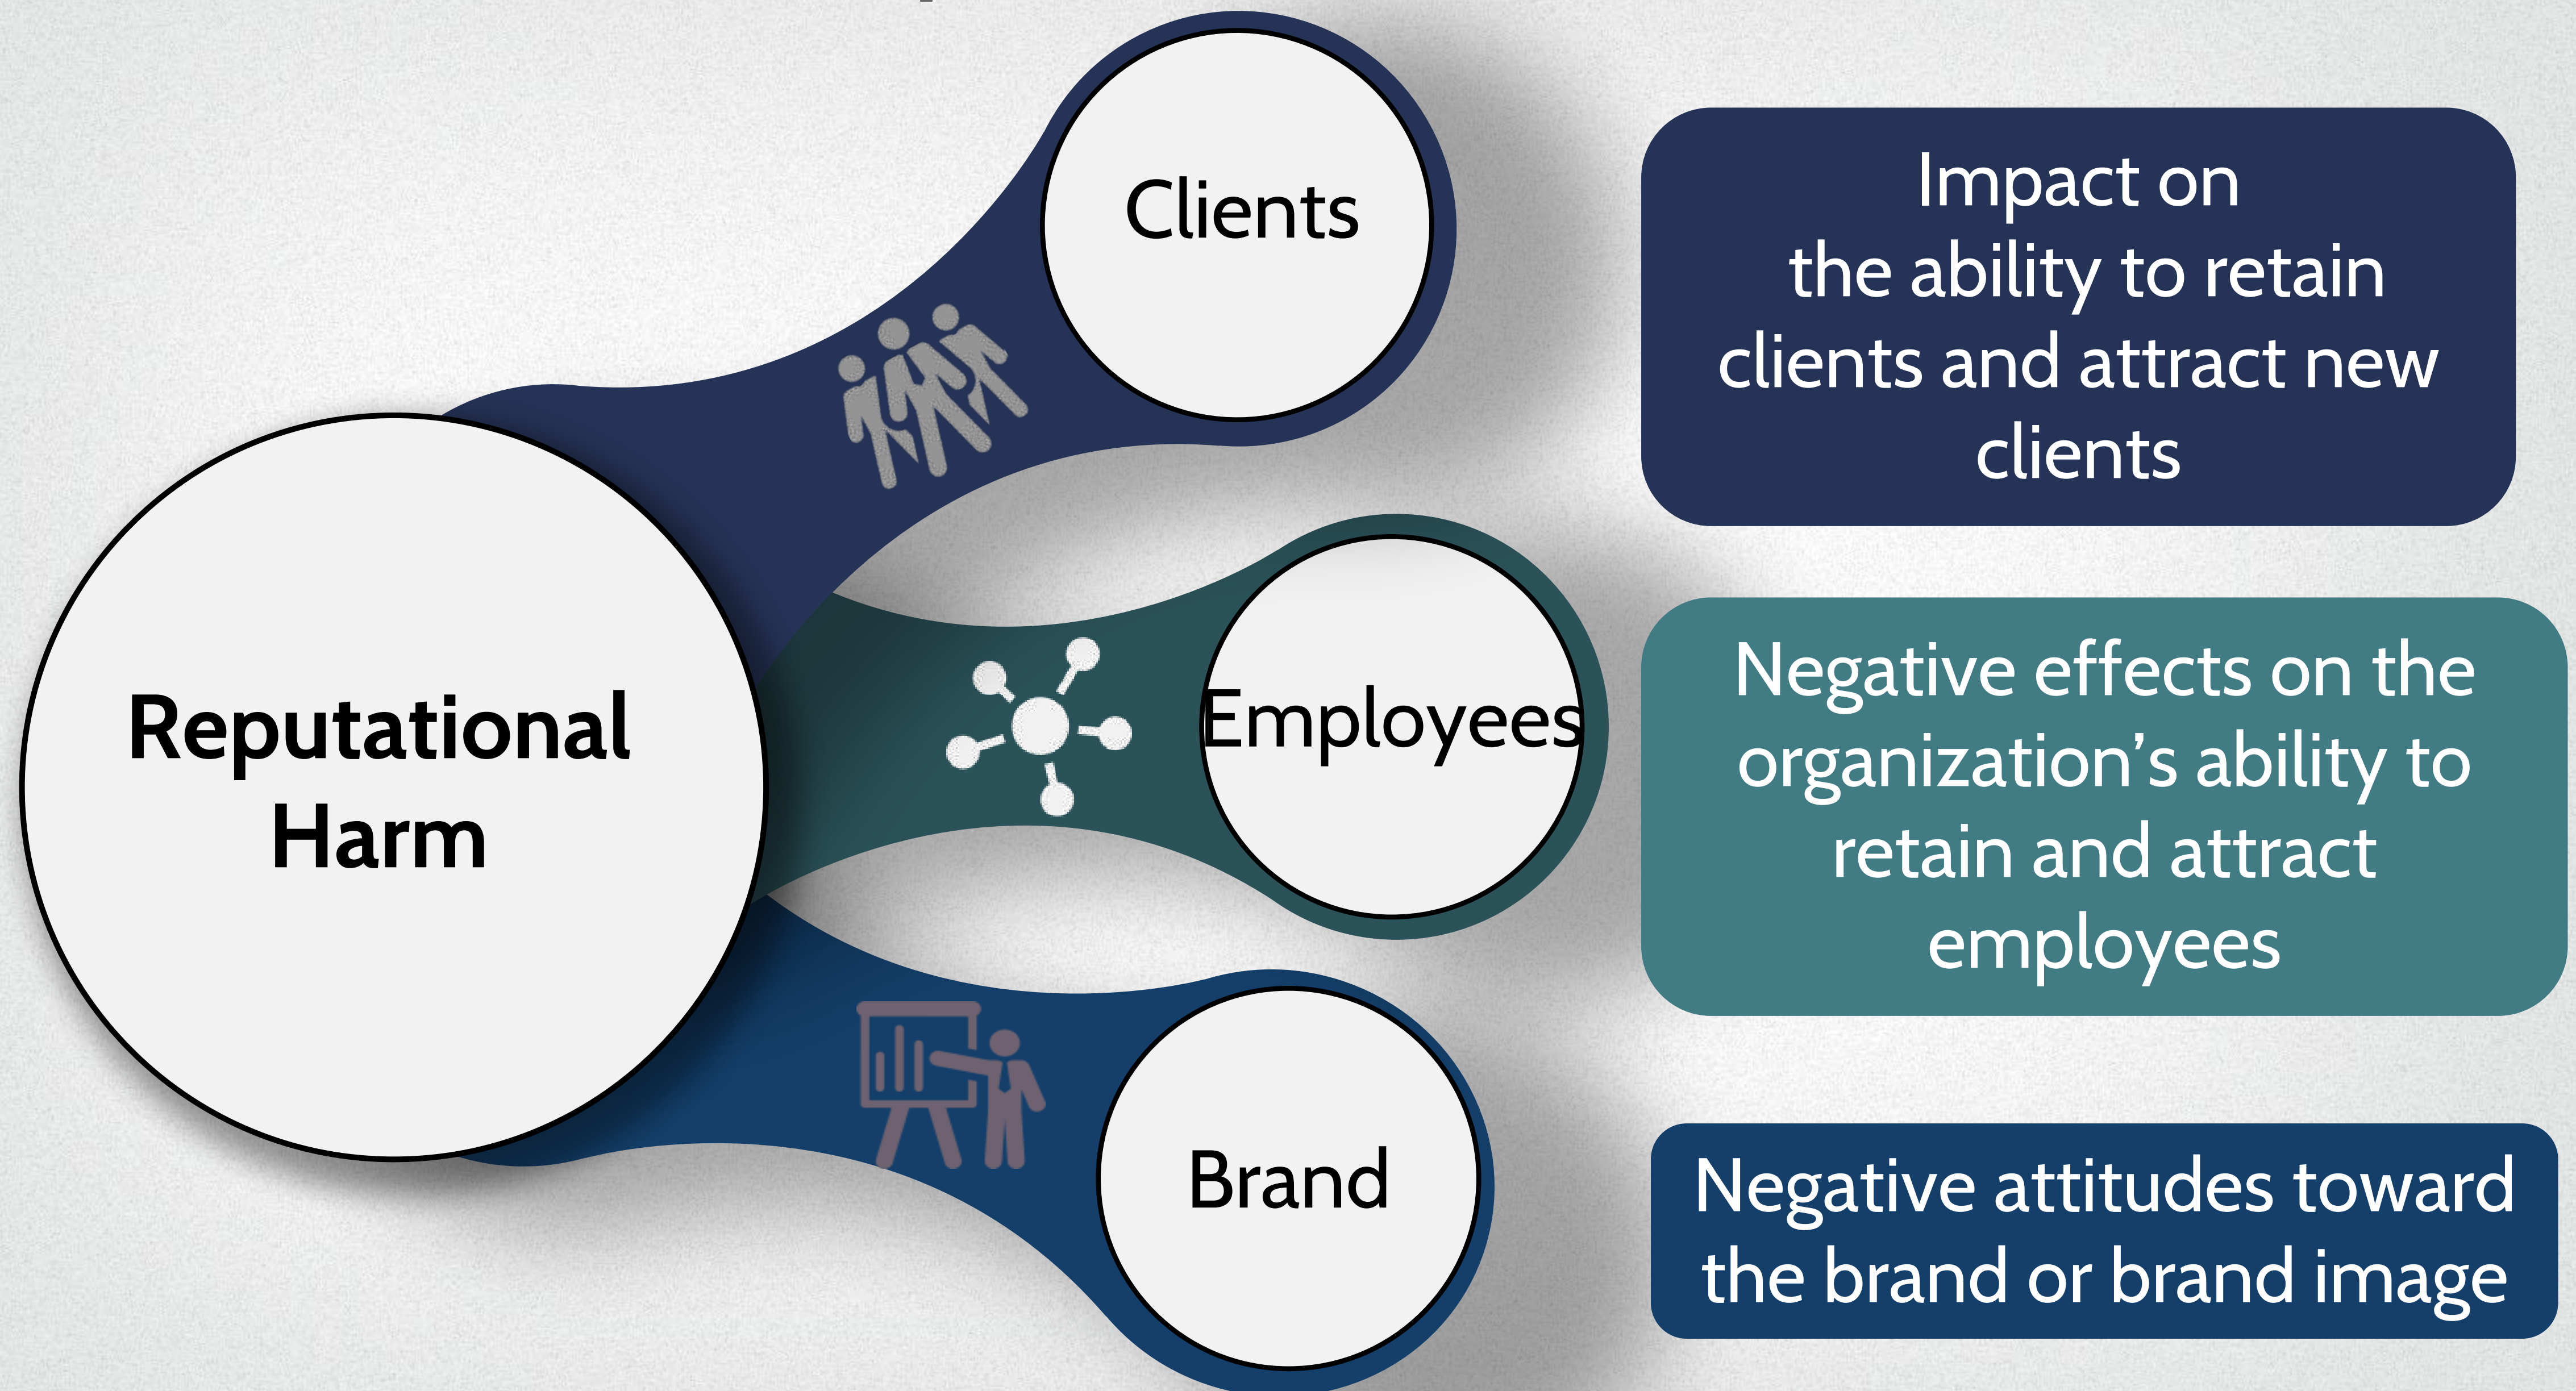 Reputational
Harm
Clients
Impact on
the ability to retain
clients and attract new
clients
Employees
Negative effects on the
organization’s ability to
retain and attract
employees
Brand
Negative attitudes toward
the brand or brand image